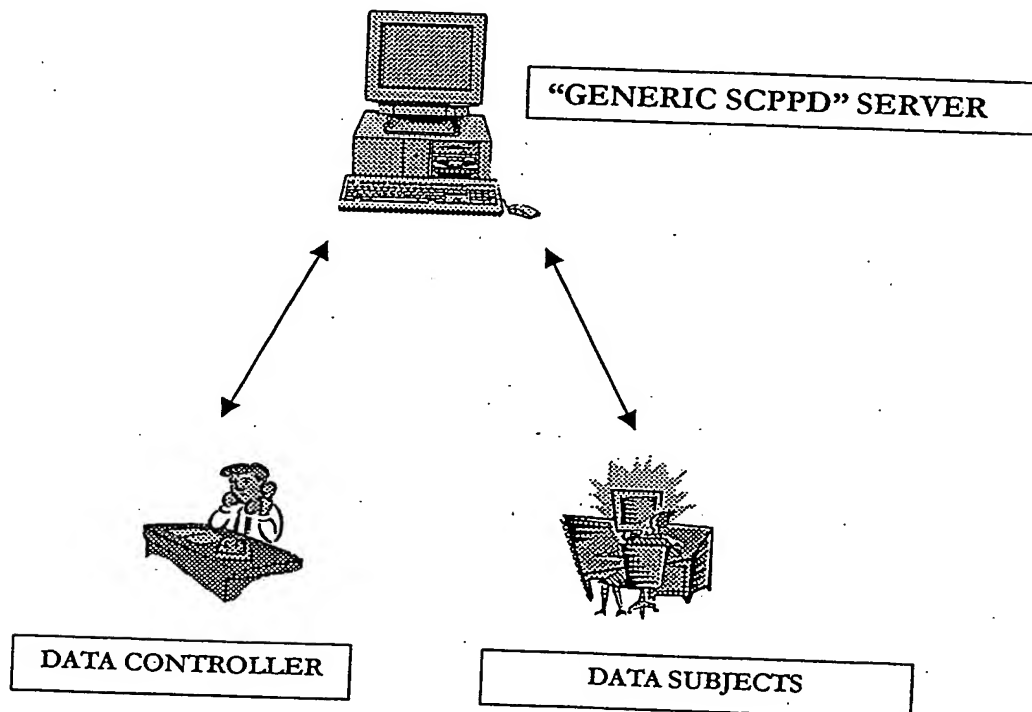 “GENERIC SCPPD” SERVER
DATA CONTROLLER
DATA SUBJECTS